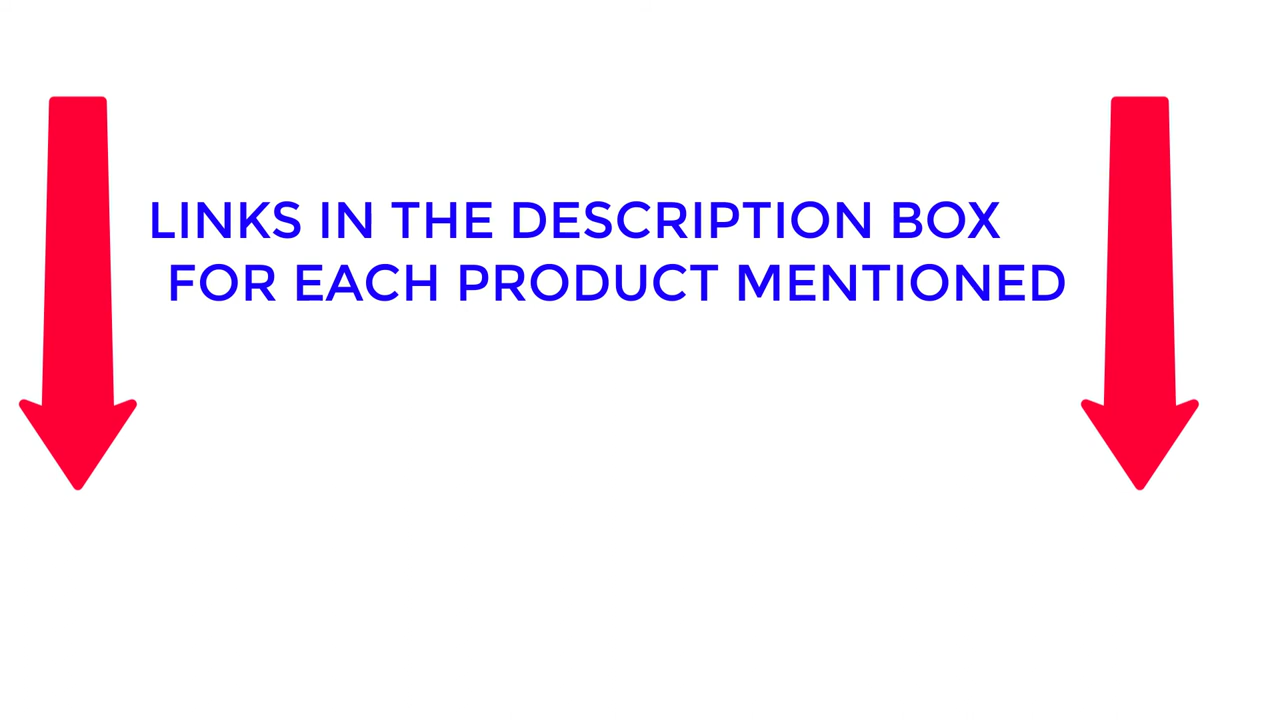 LINKS IN THE DESCRIPTION BOX
FOR EACH PRODUCT MENTIONED